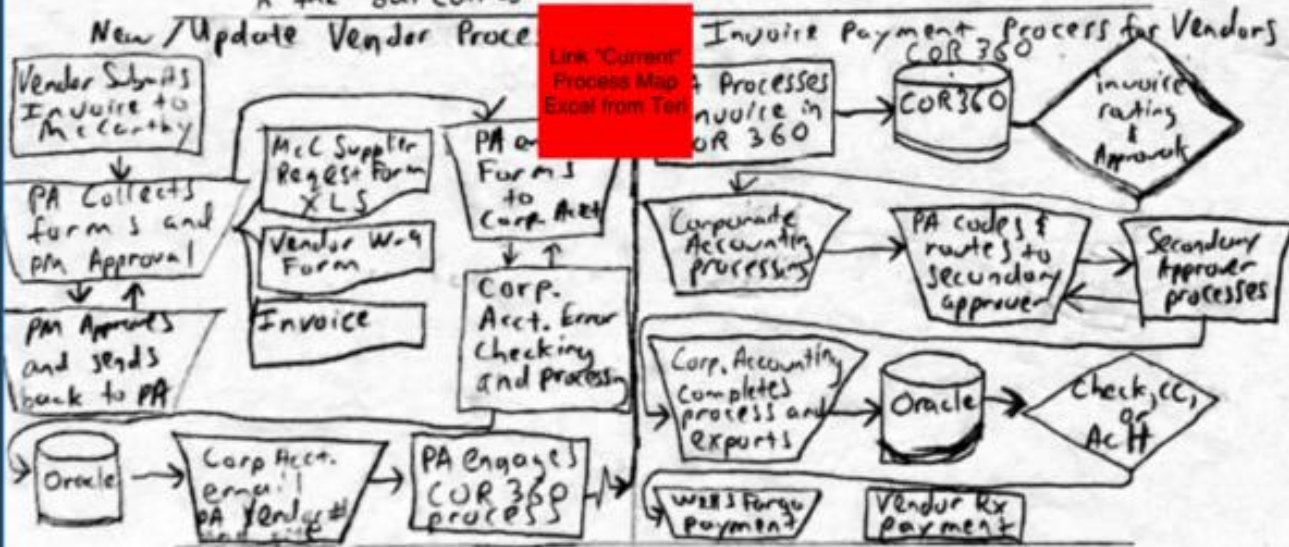 New/Update Vendor Proce
Invoice Payment Process for Vendors
COR 360
Link "Current"
Process Map
Excel from Teri
Vendor Submits
Invoice to
McCarthy
PA Collects
forms and
pm Approval
PM Approves
and sends
back to PA
McC Supplier
Reqest Form
XLS
Vendor W-9
Form
Invoice
PA
Forms
to
Corp. Acct
Corp.
Acct. Error
Checking
and processing
Oracle
Corp Acct.
email
PA Vendor #
PA engages
COR 360
process
Processes
nvoice in
OR 360
COR360
invoice
routing
&
Approvals
Corporate
Accounting
processing
PA codes &
routes to
secondary
approver
Secondary
Approver
processes
Corp. Accounting
completes
process and
exports
Oracle
Check, CC,
or
AcH
Wells Fargo
payment
Vendor Rx
payment